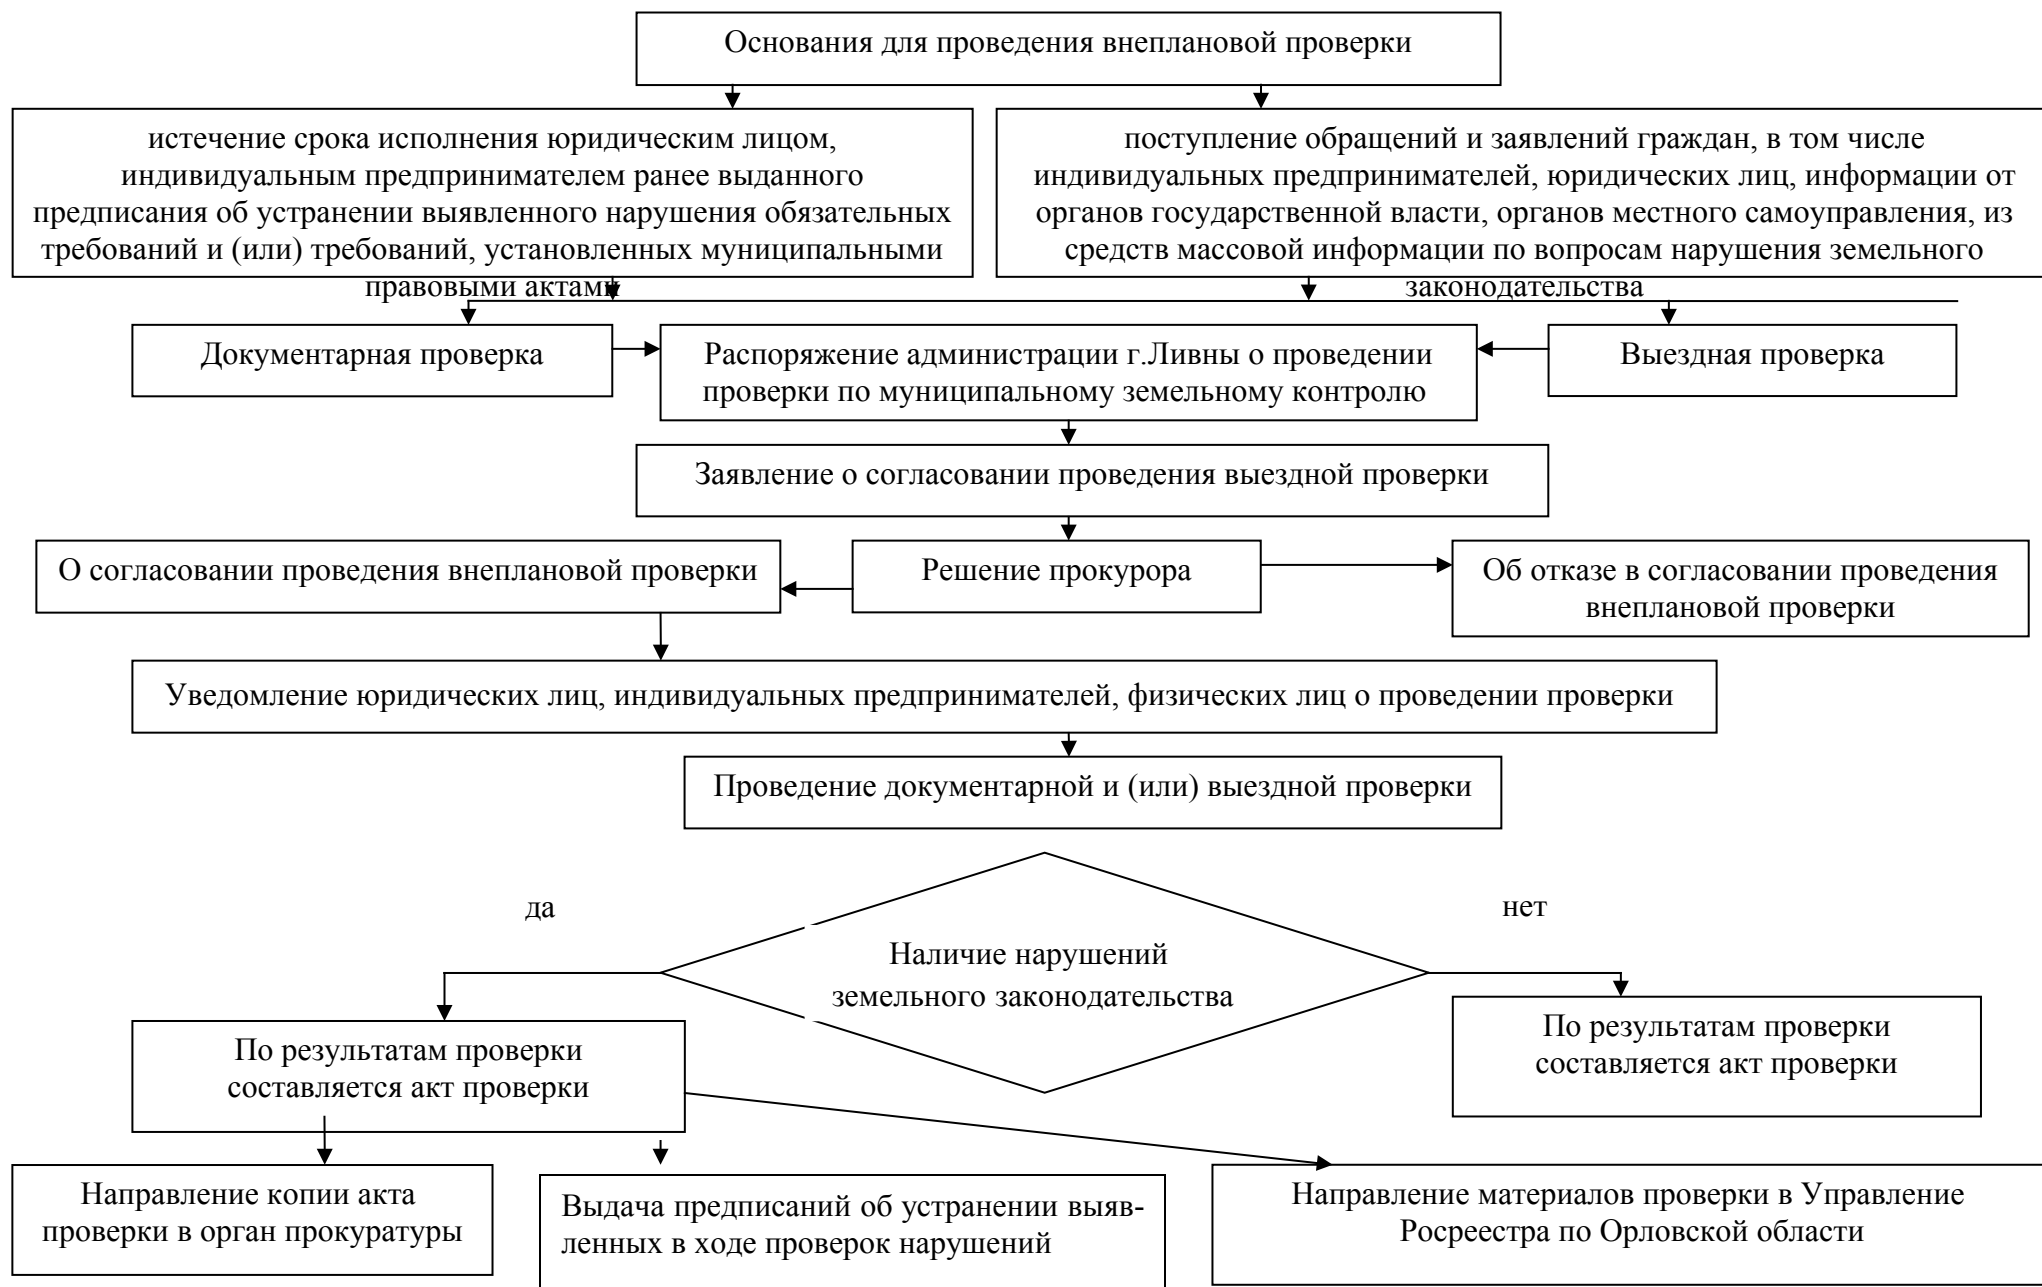 Основания для проведения внеплановой проверки
истечение срока исполнения юридическим лицом,
индивидуальным предпринимателем ранее выданного
предписания об устранении выявленного нарушения обязательных
требований и (или) требований, установленных муниципальными
правовыми актами
поступление обращений и заявлений граждан, в том числе
индивидуальных предпринимателей, юридических лиц, информации от
органов государственной власти, органов местного самоуправления, из
средств массовой информации по вопросам нарушения земельного
законодательства
Документарная проверка
Распоряжение администрации г.Ливны о проведении
проверки по муниципальному земельному контролю
Выездная проверка
Заявление о согласовании проведения выездной проверки
О согласовании проведения внеплановой проверки
Решение прокурора
Об отказе в согласовании проведения
внеплановой проверки
Уведомление юридических лиц, индивидуальных предпринимателей, физических лиц о проведении проверки
Проведение документарной и (или) выездной проверки
да
нет
Наличие нарушений
земельного законодательства
По результатам проверки
составляется акт проверки
По результатам проверки
составляется акт проверки
Направление копии акта
проверки в орган прокуратуры
Выдача предписаний об устранении выяв-
ленных в ходе проверок нарушений
Направление материалов проверки в Управление
Росреестра по Орловской области